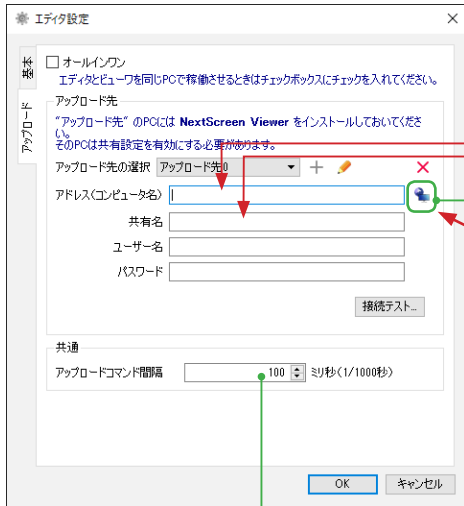 エディタ設定
基本
アップロード
オールインワン
エディタとビューワを同じPCで稼働させるときはチェックボックスにチェックを入れてください。
アップロード先
"アップロード先" のPCには NextScreen Viewer をインストールしておいてくださ
い。
そのPCは共有設定を有効にする必要があります。
アップロード先の選択 アップロード先0
アドレス(コンピュータ名)
共有名
ユーザー名
パスワード
接続テスト...
共通
アップロードコマンド間隔 100 ミリ秒(1/1000秒)
OK キャンセル